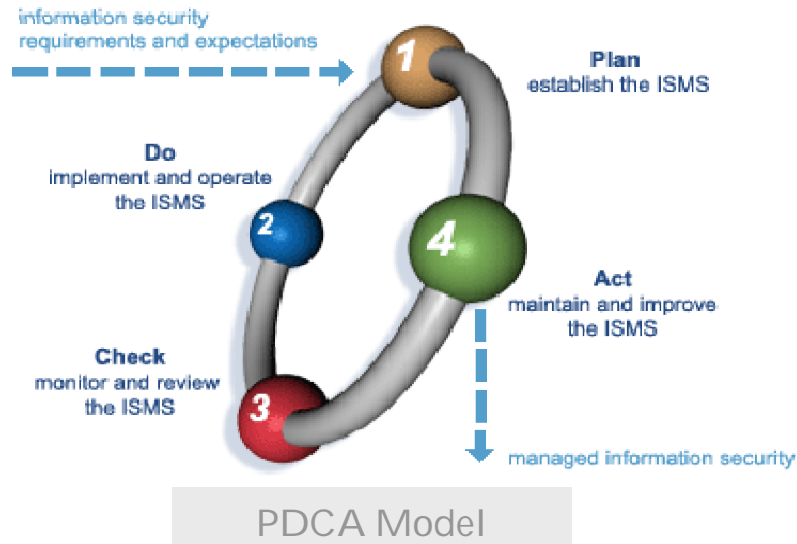 information security
requirements and expectations
1
Plan
establish the ISMS
Do
implement and operate
the ISMS
2
4
Act
maintain and improve
the ISMS
Check
monitor and review
the ISMS
3
managed information security
PDCA Model